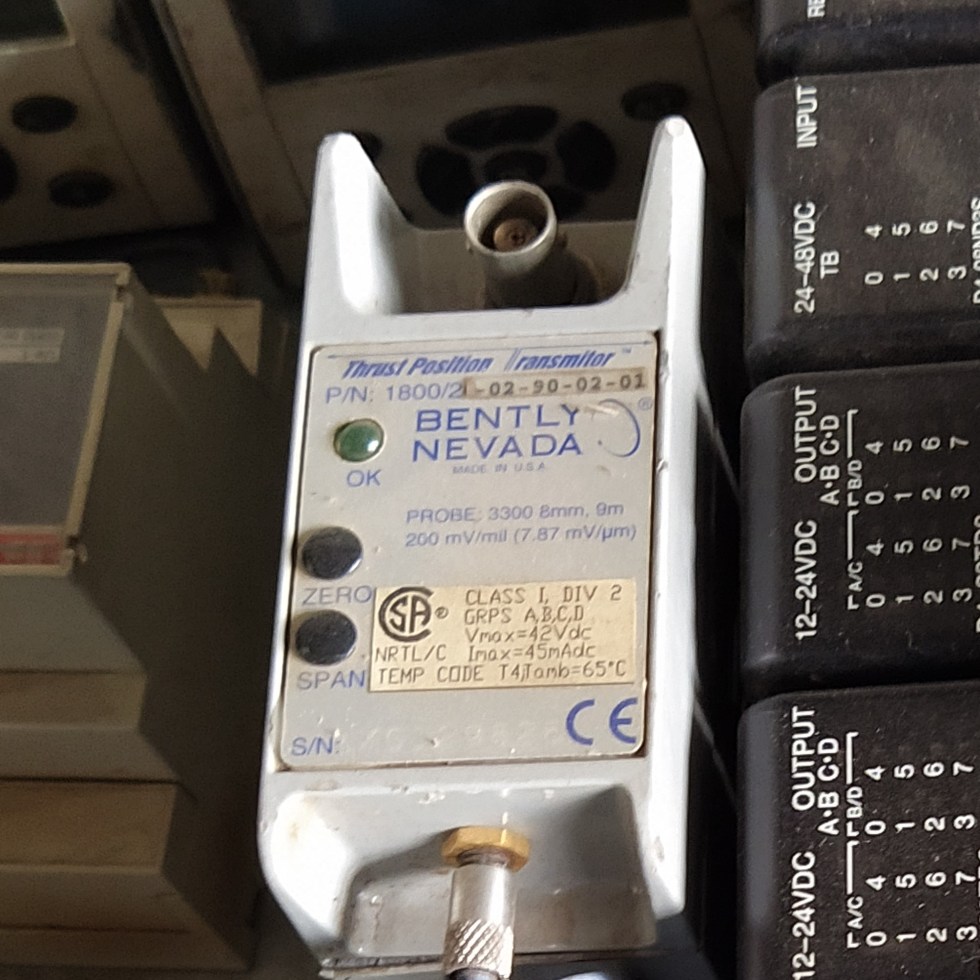 Thrust Position Transmitor ™
P/N: 1800/2
-02-90-02-01
BENTLY
NEVADA ®
MADE IN U.S.A.
OK
PROBE: 3300 8mm, 9m
200 mV/mil (7.87 mV/µm)
ZERO
SPAN
CSA ®
NRTL/C
CLASS I, DIV 2
GRPS A,B,C,D
Vmax=42Vdc
Imax=45mAdc
TEMP CODE T4;Tamb=65°C
S/N:
CE
24-48VDC INPUT
TB
0 4
1 5
2 6
3 7
12-24VDC OUTPUT
A•B C•D
A/C B/D
0 4 0 4
1 5 1 5
2 6 2 6
3 7 3 7
12-24VDC OUTPUT
A•B C•D
A/C B/D
0 4 0 4
1 5 1 5
2 6 2 6
3 7 3 7